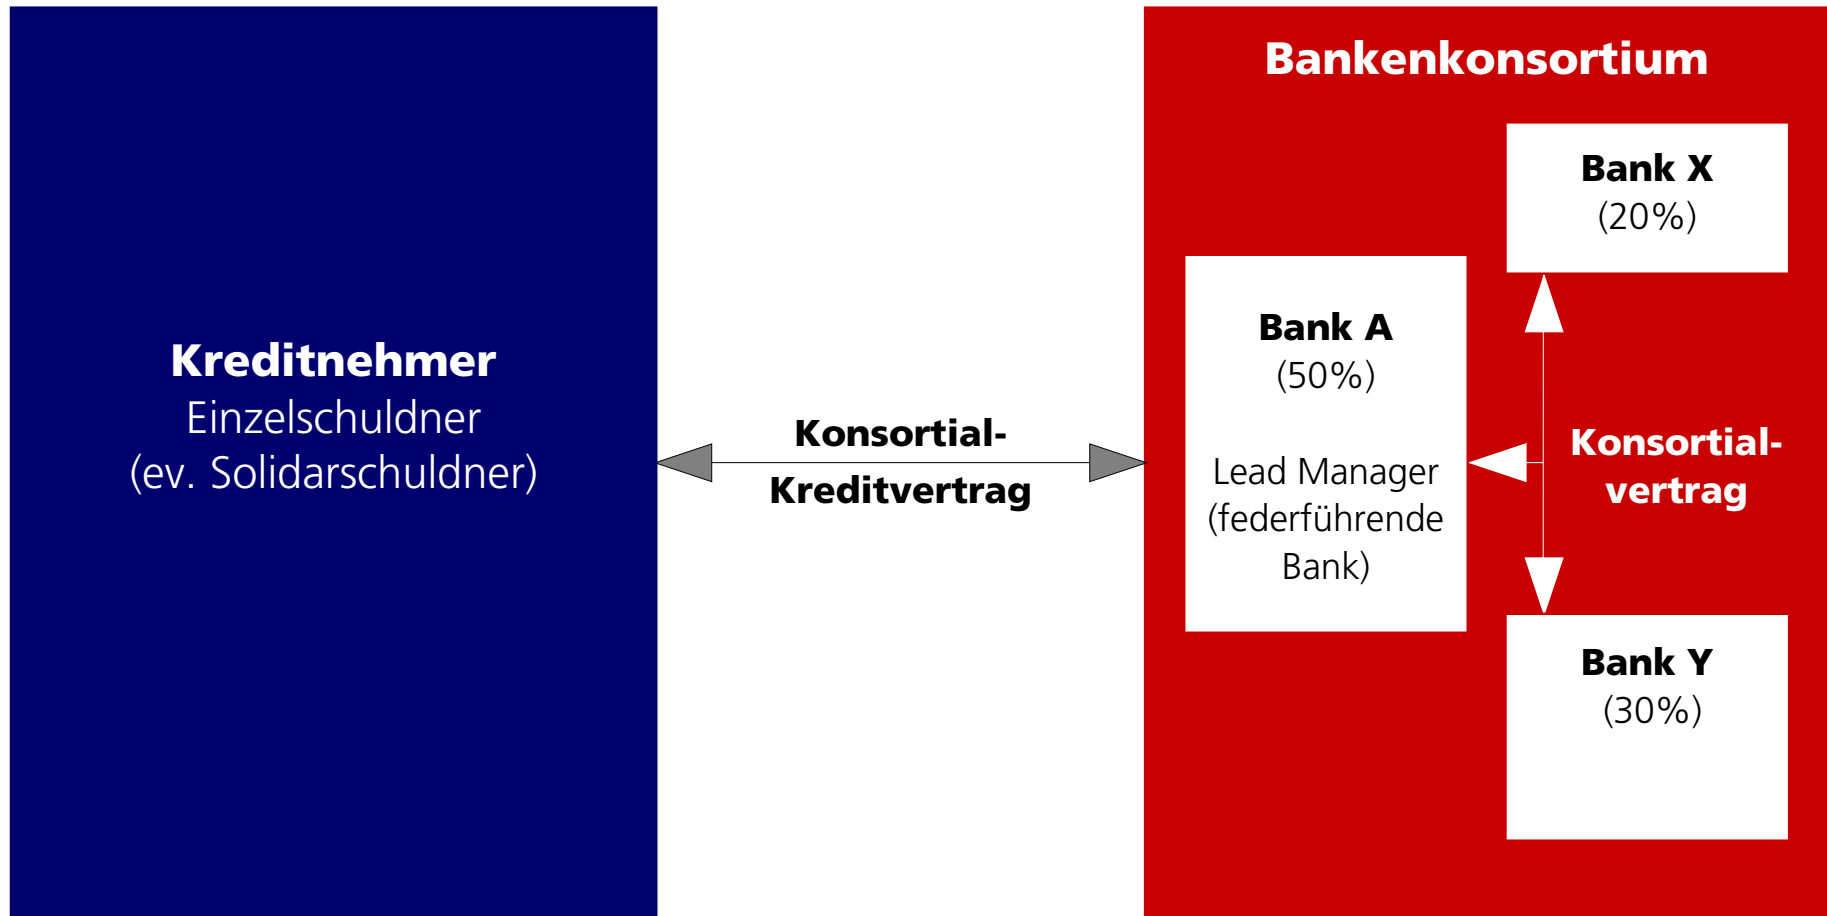 Kreditnehmer
Einzelschuldner
(ev. Solidarschuldner)
Konsortial-
Kreditvertrag
Bankenkonsortium
Bank A
(50%)
Lead Manager
(federführende
Bank)
Bank X
(20%)
Konsortial-
vertrag
Bank Y
(30%)